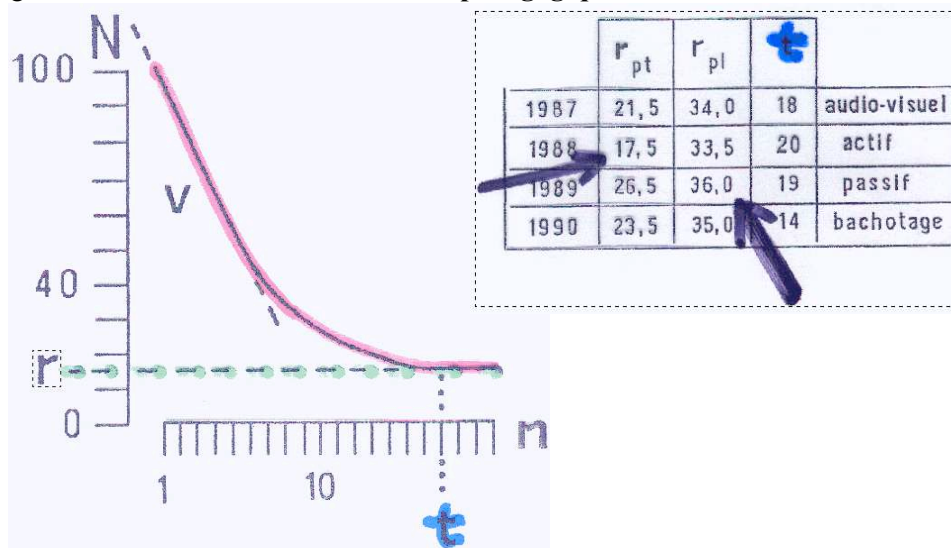 N
100
v
40
r
0
n
1 10
t
r pt r pl t
1987 21,5 34,0 18 audio-visuel
1988 17,5 33,5 20 actif
1989 26,5 36,0 19 passif
1990 23,5 35,0 14 bachotage